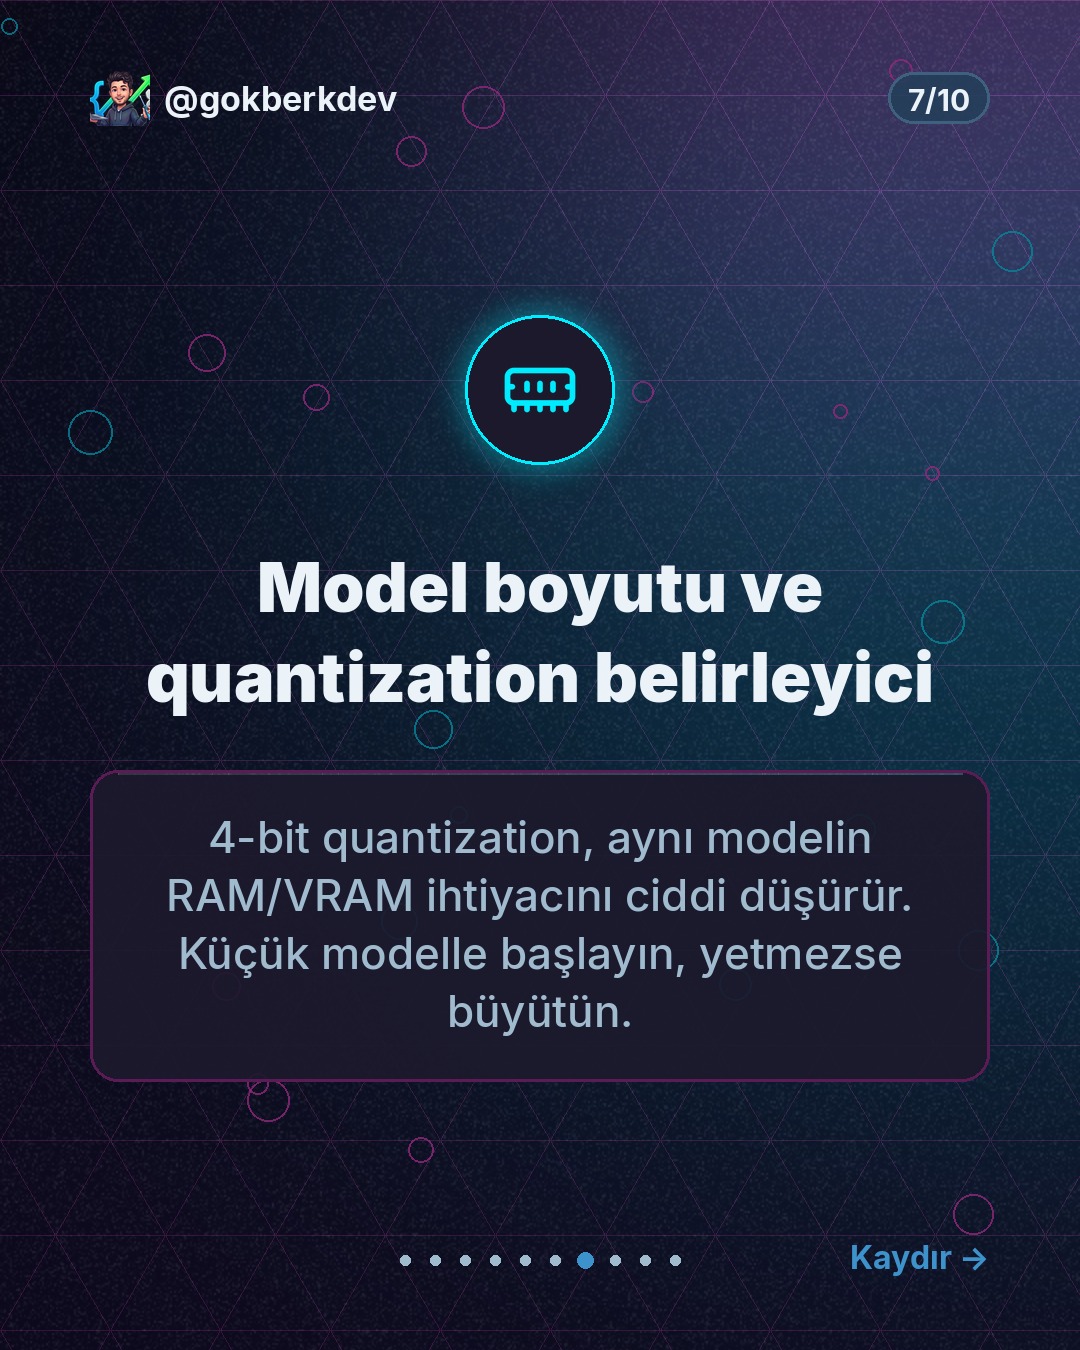 @gokberkdev
7/10
Model boyutu ve
quantization belirleyici
4-bit quantization, aynı modelin
RAM/VRAM ihtiyacını ciddi düşürür.
Küçük modelle başlayın, yetmezse
büyütün.
Kaydır →